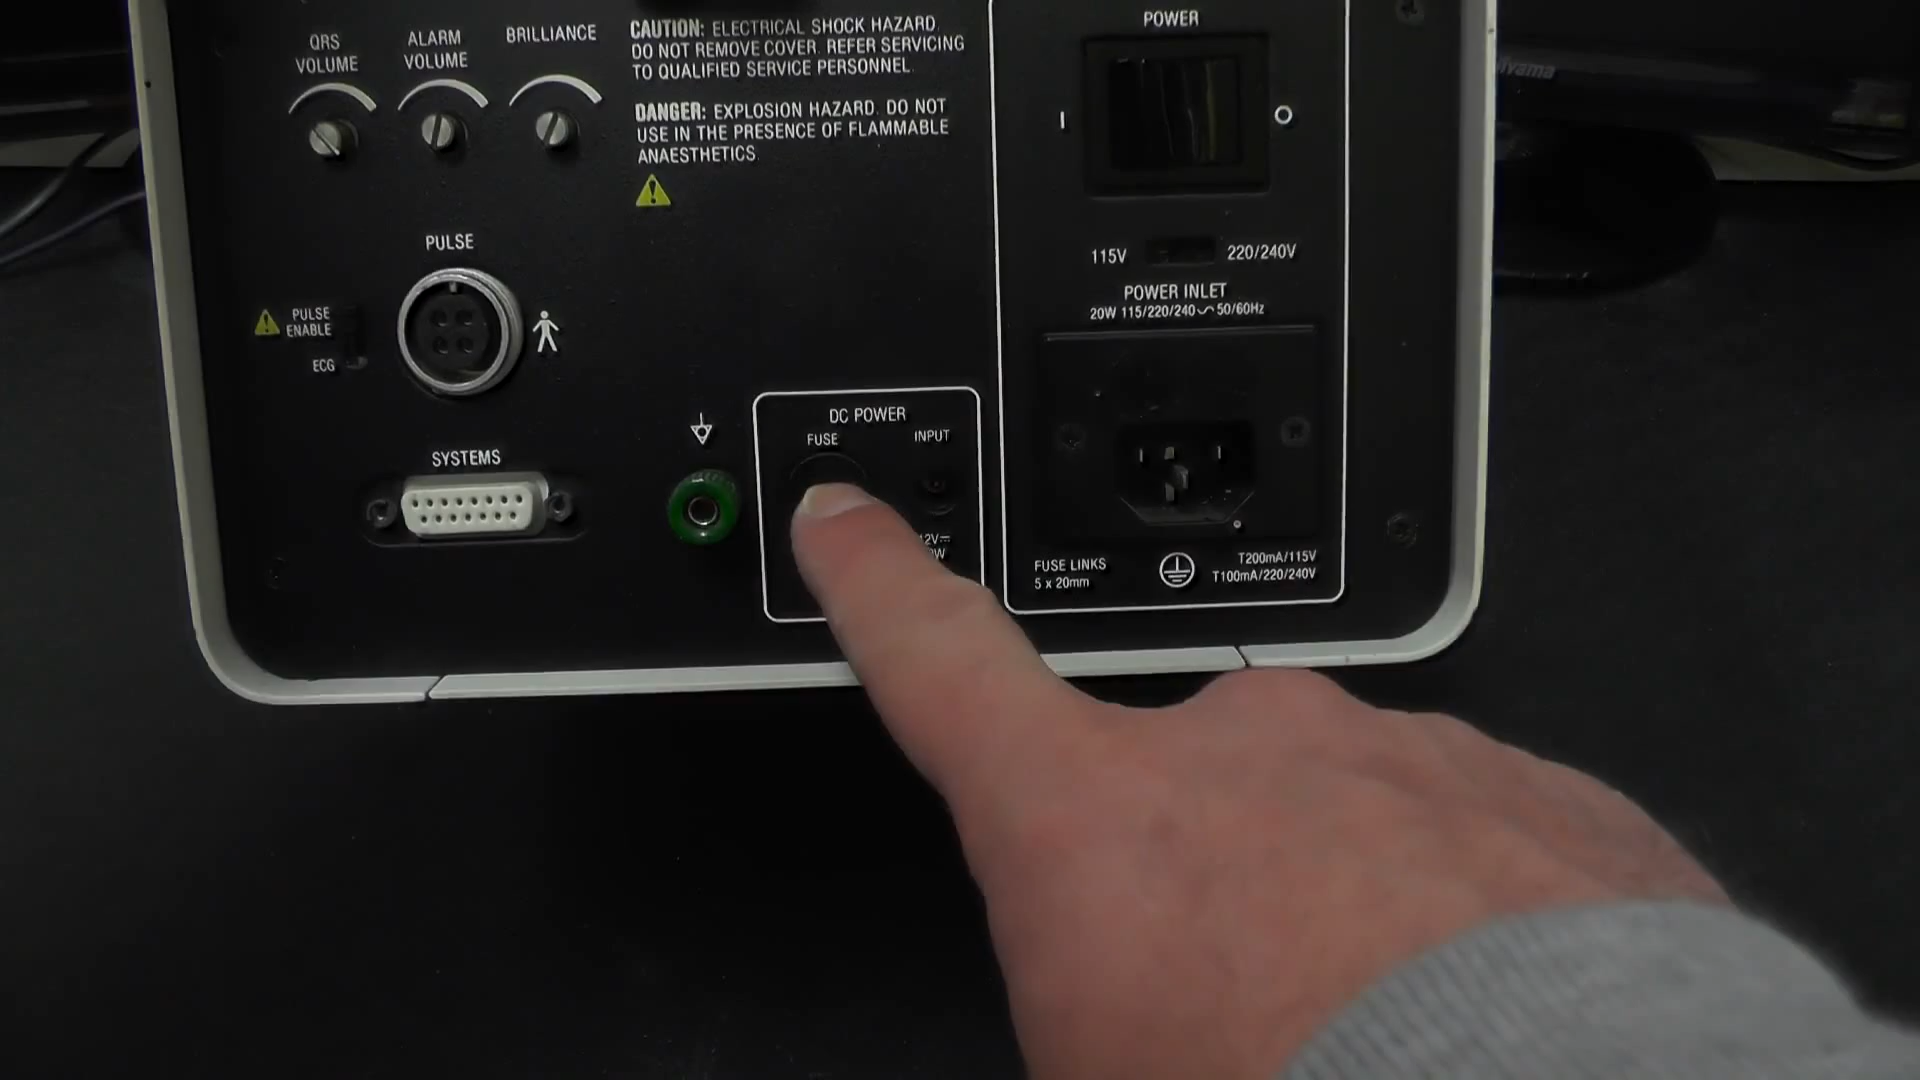 QRS
VOLUME
ALARM
VOLUME
BRILLIANCE
CAUTION: ELECTRICAL SHOCK HAZARD.
DO NOT REMOVE COVER. REFER SERVICING
TO QUALIFIED SERVICE PERSONNEL.
DANGER: EXPLOSION HAZARD. DO NOT
USE IN THE PRESENCE OF FLAMMABLE
ANAESTHETICS.
POWER
I
O
115V
220/240V
POWER INLET
20W 115/220/240～50/60Hz
PULSE
PULSE
ENABLE
ECG
SYSTEMS
DC POWER
FUSE
INPUT
12V
FUSE LINKS
5 x 20mm
T200mA/115V
T100mA/220/240V